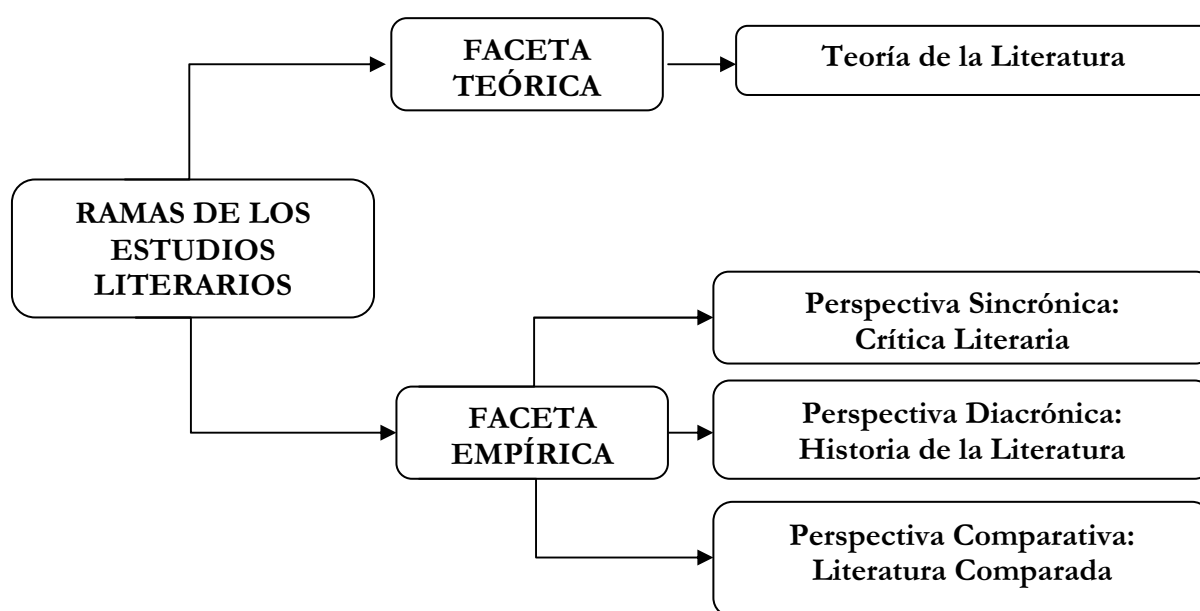 FACETA
TEÓRICA
Teoría de la Literatura
RAMAS DE LOS
ESTUDIOS
LITERARIOS
Perspectiva Sincrónica:
Crítica Literaria
FACETA
EMPÍRICA
Perspectiva Diacrónica:
Historia de la Literatura
Perspectiva Comparativa:
Literatura Comparada